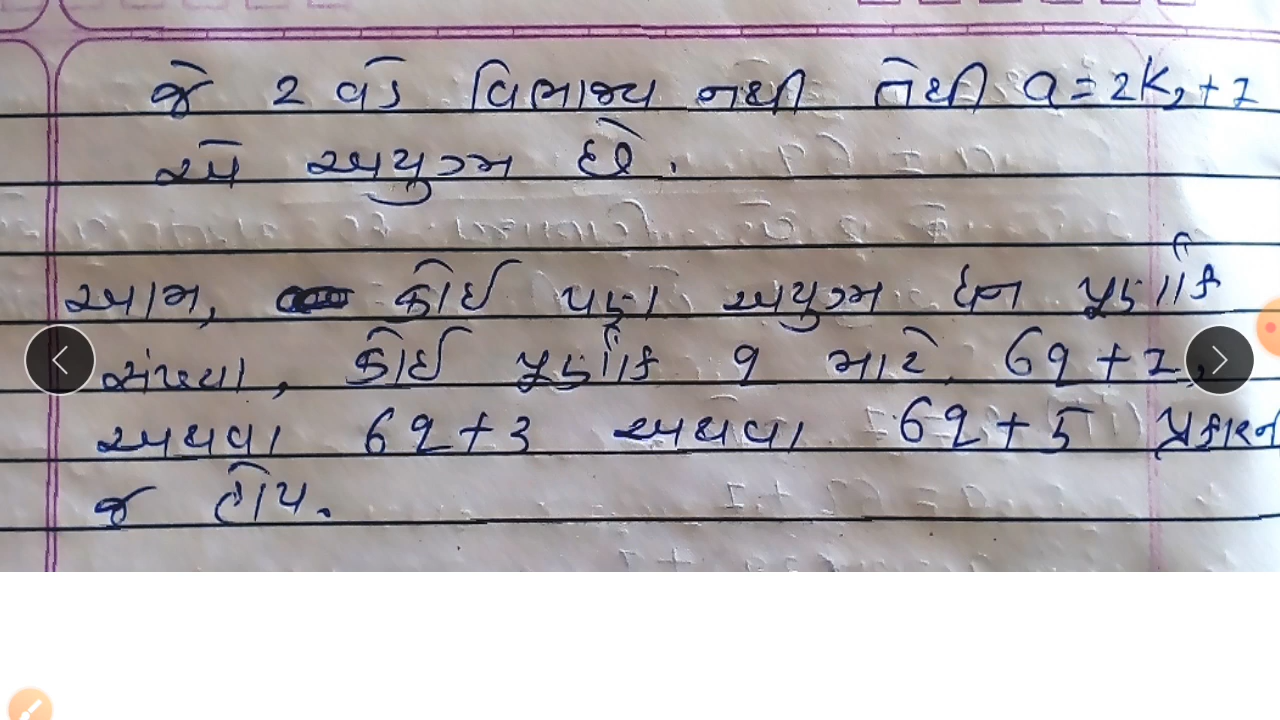 જે 2 વડે વિભાજ્ય નથી તેથી a = 2k₂ + 1
એ અયુગ્મ છે.
આમ, કોઈ પણ અયુગ્મ ધન પુર્ણાંક
સંખ્યા, કોઈ પુર્ણાંક q માટે 6q + 1,
અથવા 6q + 3 અથવા 6q + 5 પ્રકારની
જ હોય.